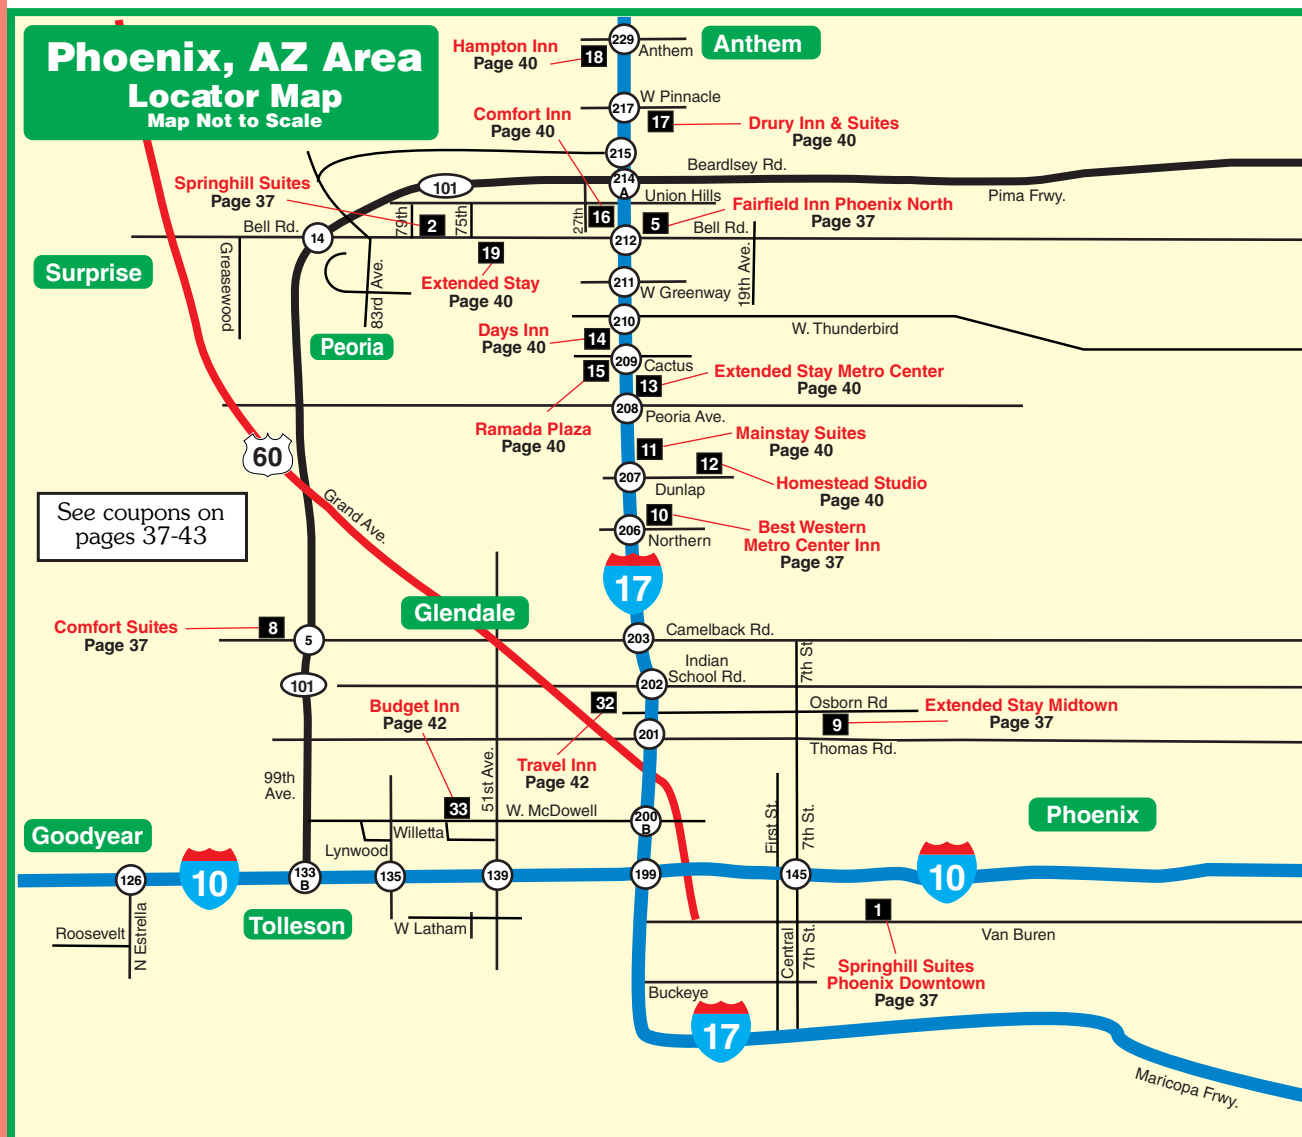 Phoenix, AZ Area
Locator Map
Map Not to Scale
Hampton Inn
Page 40
18
229
Anthem
Anthem
W Pinnacle
217
17
Drury Inn & Suites
Page 40
Comfort Inn
Page 40
215
Beardlsey Rd.
214
A
101
Pima Frwy.
Springhill Suites
Page 37
Union Hills
79th
2
75th
27th
16
5
Fairfield Inn Phoenix North
Page 37
Bell Rd.
14
212
Bell Rd.
Surprise
Greasewood
83rd Ave.
19
Extended Stay
Page 40
211
W Greenway
19th Ave.
210
W. Thunderbird
Peoria
Days Inn
Page 40
14
209
Cactus
15
13
Extended Stay Metro Center
Page 40
208
Peoria Ave.
Ramada Plaza
Page 40
11
Mainstay Suites
Page 40
60
12
207
Dunlap
Homestead Studio
Page 40
See coupons on
pages 37-43
Grand Ave.
10
206
Northern
Best Western
Metro Center Inn
Page 37
17
Glendale
Comfort Suites
Page 37
8
5
203
Camelback Rd.
7th St.
101
202
Indian
School Rd.
Budget Inn
Page 42
32
Osborn Rd
9
Extended Stay Midtown
Page 37
201
Thomas Rd.
Travel Inn
Page 42
99th
Ave.
51st Ave.
33
W. McDowell
200
B
First St.
7th St.
Phoenix
Goodyear
Willetta
Lynwood
126
10
133
B
135
139
199
145
10
Tolleson
W Latham
Roosevelt
N Estrella
1
Van Buren
Central
7th St.
Springhill Suites
Phoenix Downtown
Page 37
Buckeye
17
Maricopa Frwy.